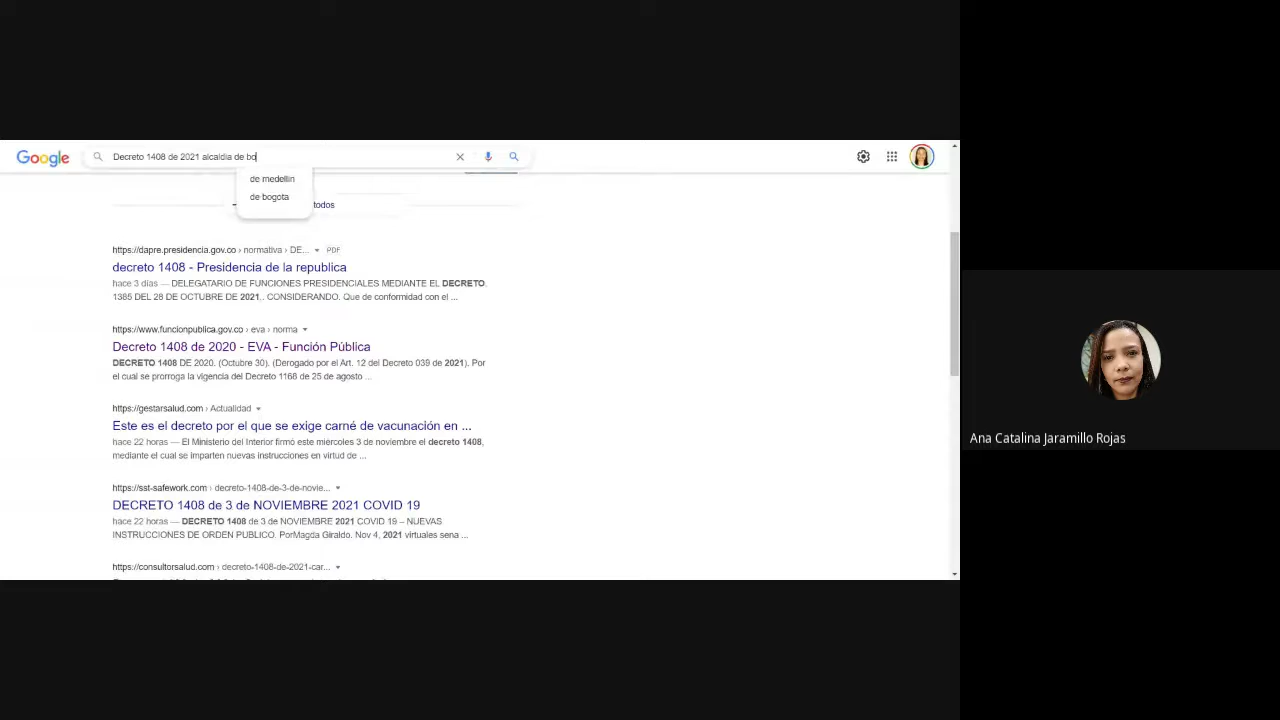 Google
Decreto 1408 de 2021 alcaldia de bo
de medellin
de bogota
todos
https://dapre.presidencia.gov.co › normativa › DE... PDF
decreto 1408 - Presidencia de la republica
hace 3 días — DELEGATARIO DE FUNCIONES PRESIDENCIALES MEDIANTE EL DECRETO.
1385 DEL 28 DE OCTUBRE DE 2021.. CONSIDERANDO. Que de conformidad con el ...
https://www.funcionpublica.gov.co › eva › norma
Decreto 1408 de 2020 - EVA - Función Pública
DECRETO 1408 DE 2020. (Octubre 30). (Derogado por el Art. 12 del Decreto 039 de 2021). Por
el cual se prorroga la vigencia del Decreto 1168 de 25 de agosto ...
https://gestarsalud.com › Actualidad
Este es el decreto por el que se exige carné de vacunación en ...
hace 22 horas — El Ministerio del Interior firmó este miércoles 3 de noviembre el decreto 1408,
mediante el cual se imparten nuevas instrucciones en virtud de ...
https://sst-safework.com › decreto-1408-de-3-de-novie...
DECRETO 1408 de 3 de NOVIEMBRE 2021 COVID 19
hace 22 horas — DECRETO 1408 de 3 de NOVIEMBRE 2021 COVID 19 – NUEVAS
INSTRUCCIONES DE ORDEN PUBLICO. PorMagda Giraldo. Nov 4, 2021 virtuales sena ...
https://consultorsalud.com › decreto-1408-de-2021-car...
Ana Catalina Jaramillo Rojas